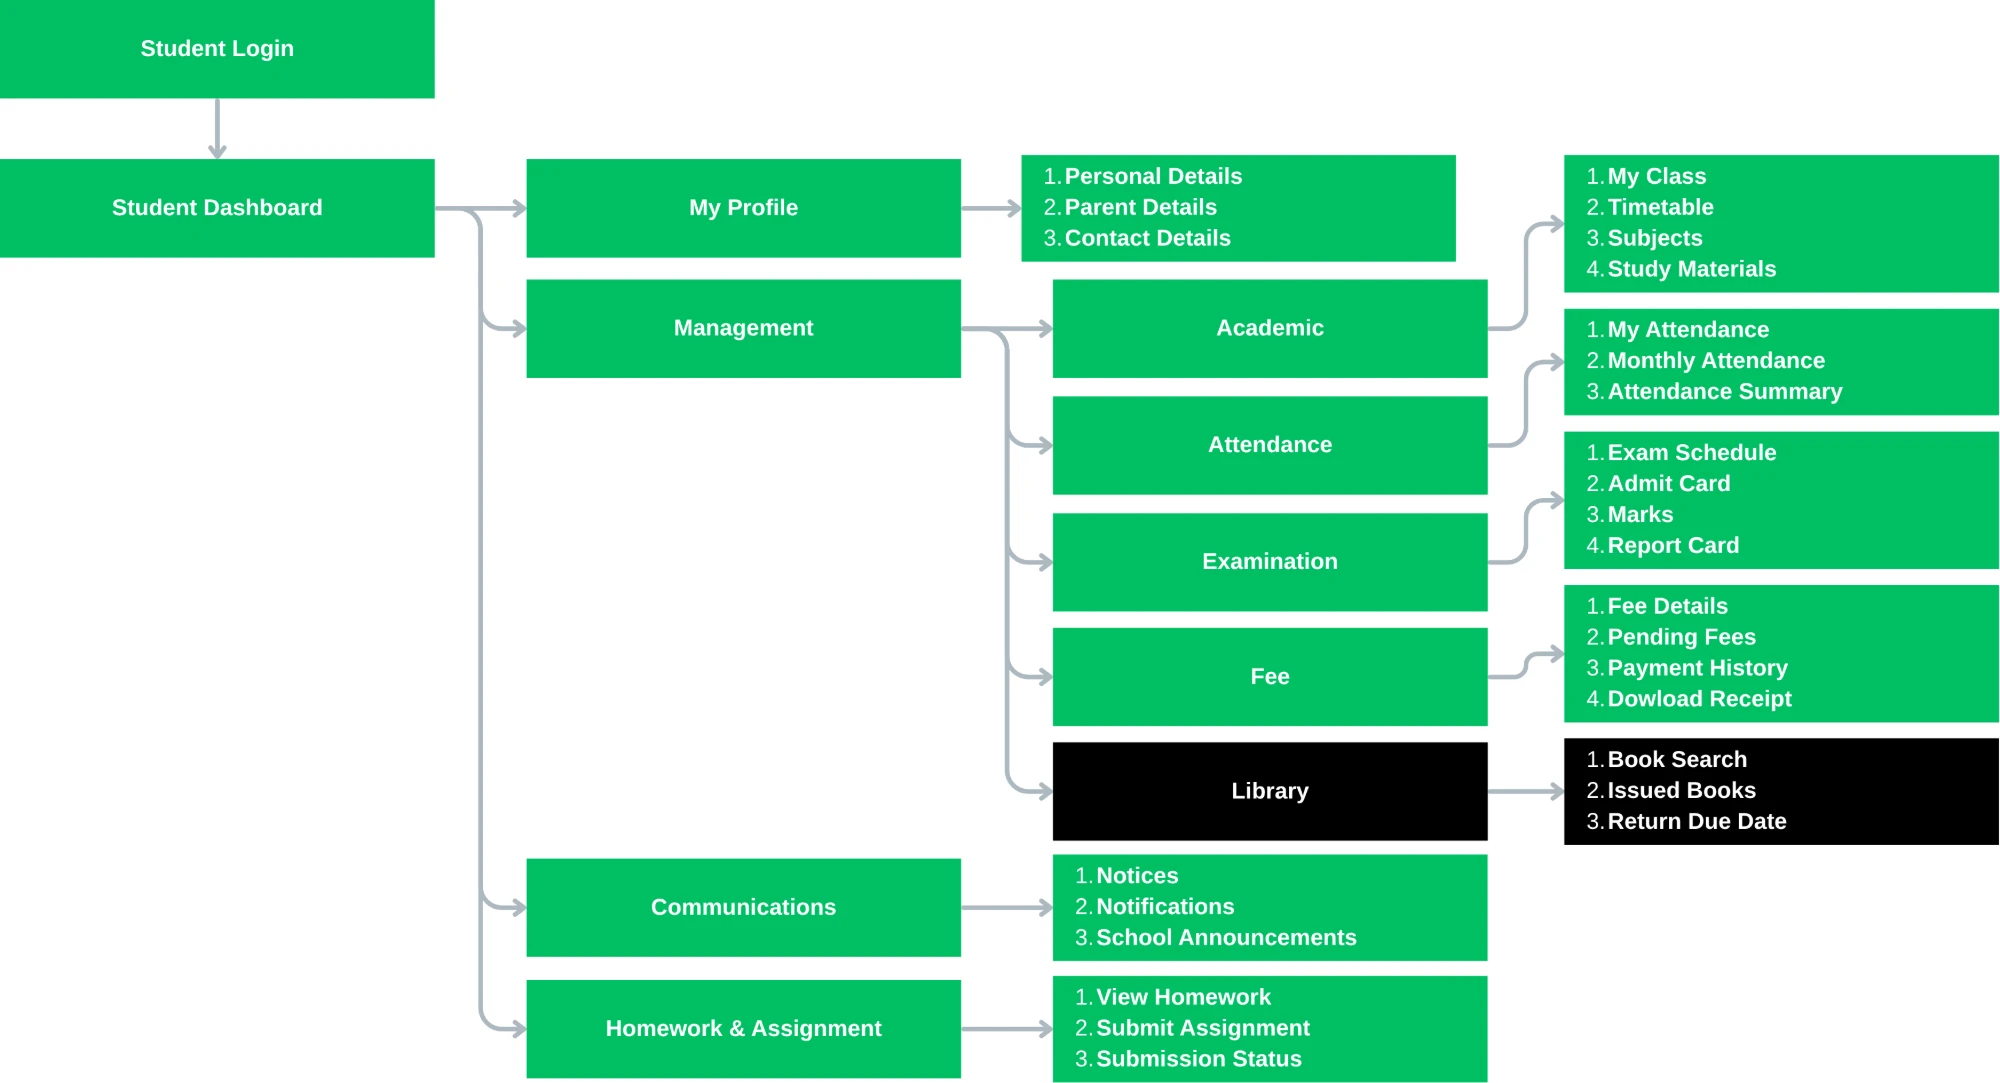 Student Login
Student Dashboard
My Profile
1. Personal Details
2. Parent Details
3. Contact Details
Management
Academic
1. My Class
2. Timetable
3. Subjects
4. Study Materials
Attendance
1. My Attendance
2. Monthly Attendance
3. Attendance Summary
Examination
1. Exam Schedule
2. Admit Card
3. Marks
4. Report Card
Fee
1. Fee Details
2. Pending Fees
3. Payment History
4. Dowload Receipt
Library
1. Book Search
2. Issued Books
3. Return Due Date
Communications
1. Notices
2. Notifications
3. School Announcements
Homework & Assignment
1. View Homework
2. Submit Assignment
3. Submission Status